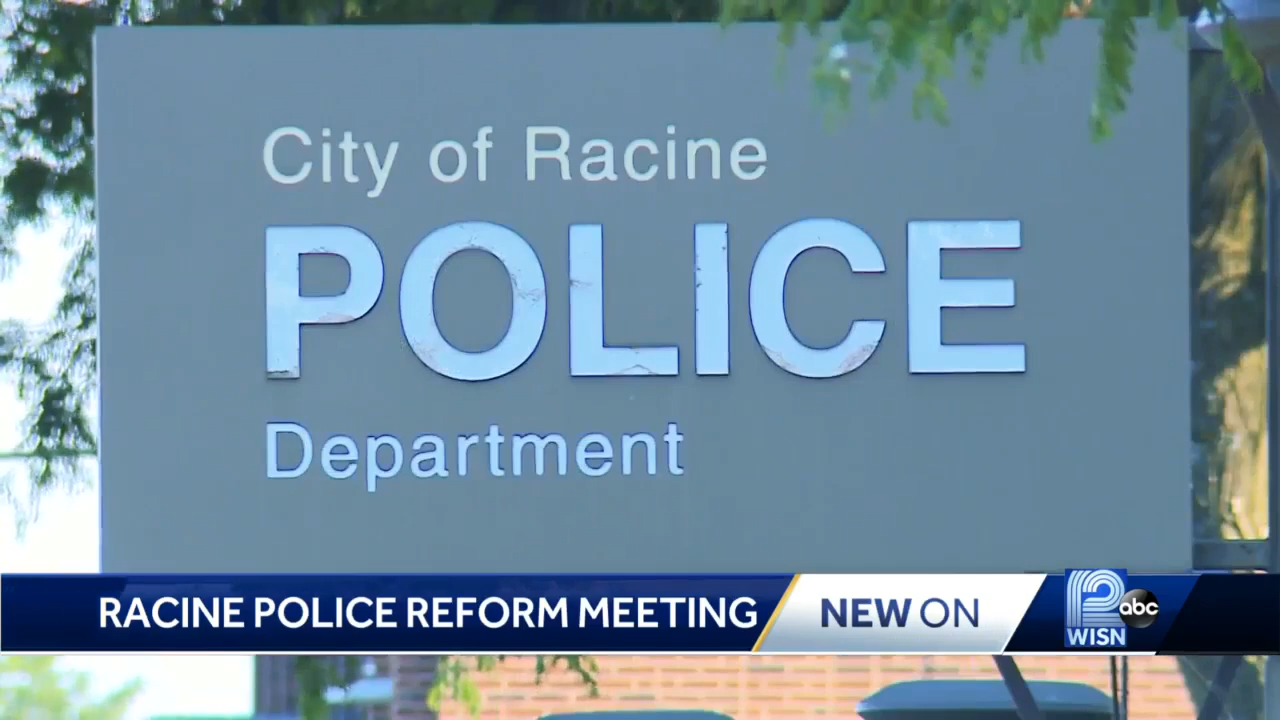 City of Racine
POLICE
Department
RACINE POLICE REFORM MEETING
NEW ON
12
abc
WISN